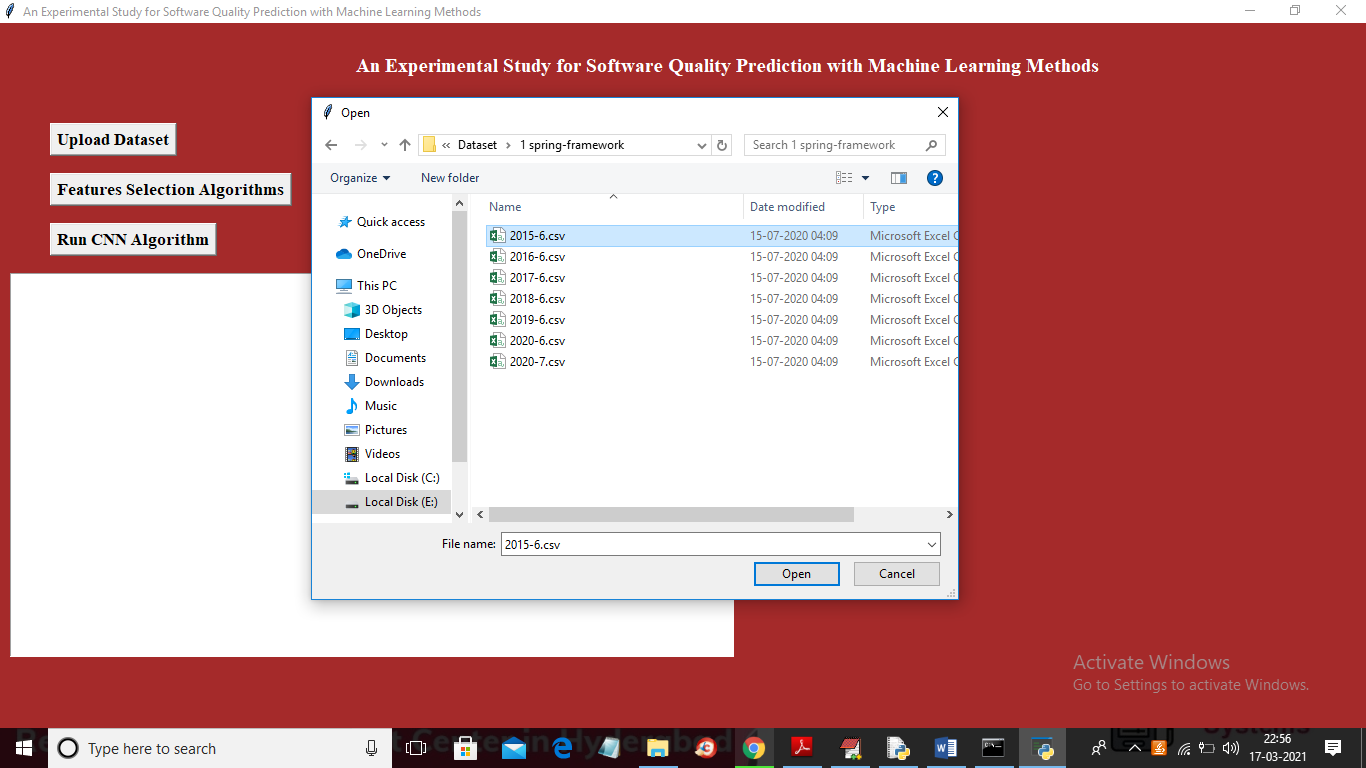 An Experimental Study for Software Quality Prediction with Machine Learning Methods
An Experimental Study for Software Quality Prediction with Machine Learning Methods
Upload Dataset
Features Selection Algorithms
Run CNN Algorithm
Open
« Dataset › 1 spring-framework
Search 1 spring-framework
Organize
New folder
Name Date modified Type
Quick access
OneDrive
This PC
3D Objects
Desktop
Documents
Downloads
Music
Pictures
Videos
Local Disk (C:)
Local Disk (E:)
2015-6.csv 15-07-2020 04:09 Microsoft Excel C
2016-6.csv 15-07-2020 04:09 Microsoft Excel C
2017-6.csv 15-07-2020 04:09 Microsoft Excel C
2018-6.csv 15-07-2020 04:09 Microsoft Excel C
2019-6.csv 15-07-2020 04:09 Microsoft Excel C
2020-6.csv 15-07-2020 04:09 Microsoft Excel C
2020-7.csv 15-07-2020 04:09 Microsoft Excel C
File name: 2015-6.csv
Open
Cancel
Activate Windows
Go to Settings to activate Windows.
Type here to search
22:56
17-03-2021